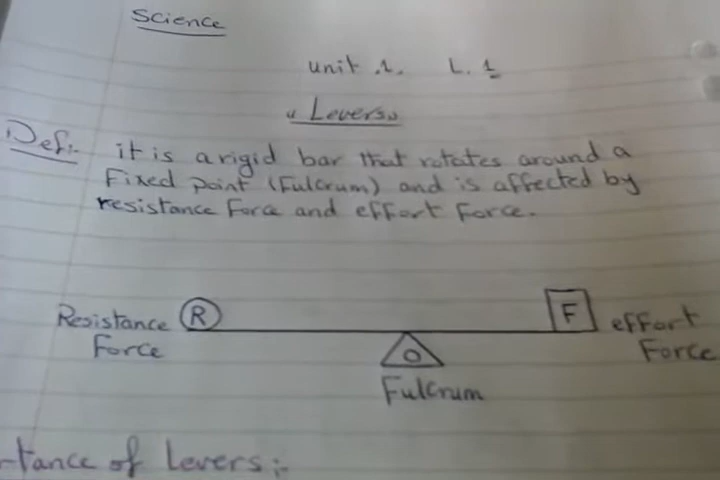 Science
unit .1. L. 1
"Levers"
Def:- it is a rigid bar that rotates around a
Fixed point (Fulcrum) and is affected by
resistance Force and effort Force.
Resistance Force
R
F
effort Force
O
Fulcrum
-tance of Levers:-